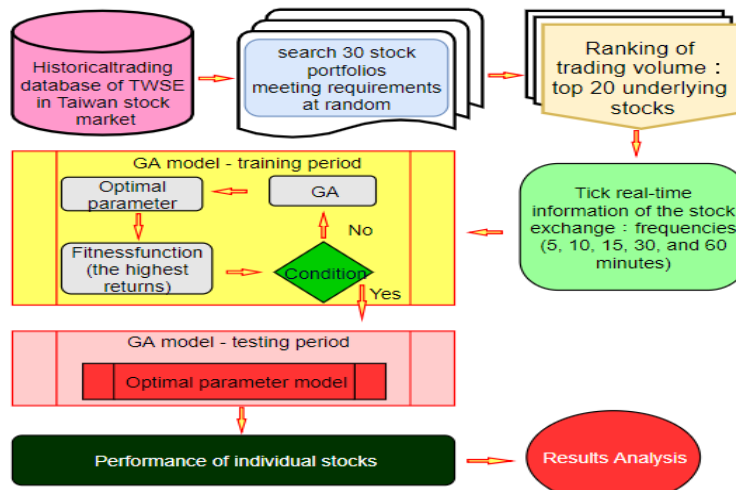 Historicaltrading
database of TWSE
in Taiwan stock
market
search 30 stock
portfolios
meeting requirements
at random
Ranking of
trading volume：
top 20 underlying
stocks
Tick real-time
information of the stock
exchange：frequencies
(5, 10, 15, 30, and 60
minutes)
GA model - training period
Optimal
parameter
GA
No
Fitnessfunction
(the highest
returns)
Condition
Yes
GA model - testing period
Optimal parameter model
Performance of individual stocks
Results Analysis